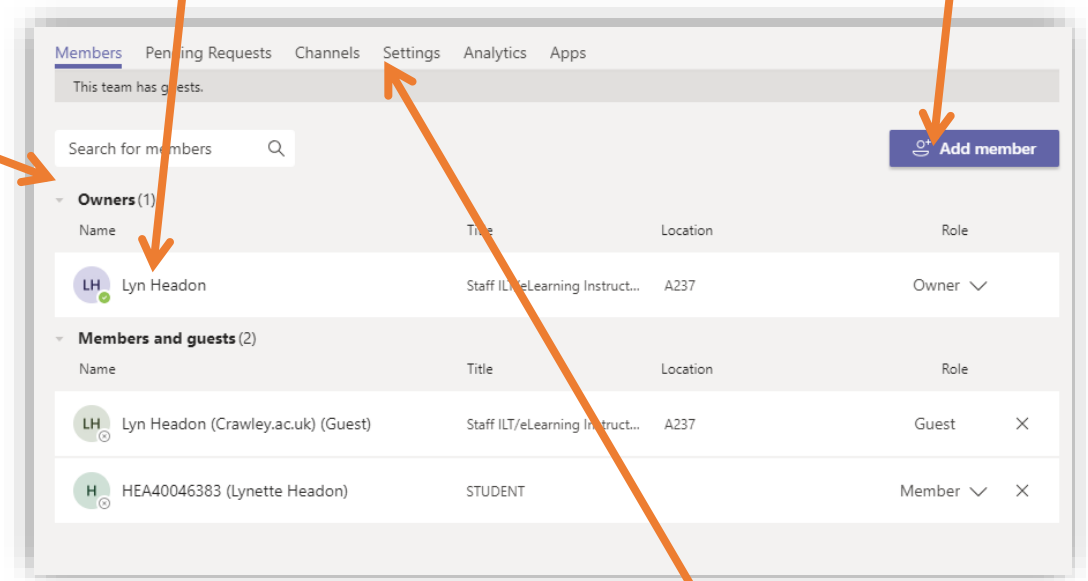 Members Pending Requests Channels Settings Analytics Apps
This team has guests.
Search for members
Add member
Owners (1)
Name Title Location Role
LH Lyn Headon Staff ILT/eLearning Instruct... A237 Owner
Members and guests (2)
Name Title Location Role
LH Lyn Headon (Crawley.ac.uk) (Guest) Staff ILT/eLearning Instruct... A237 Guest
H HEA40046383 (Lynette Headon) STUDENT Member